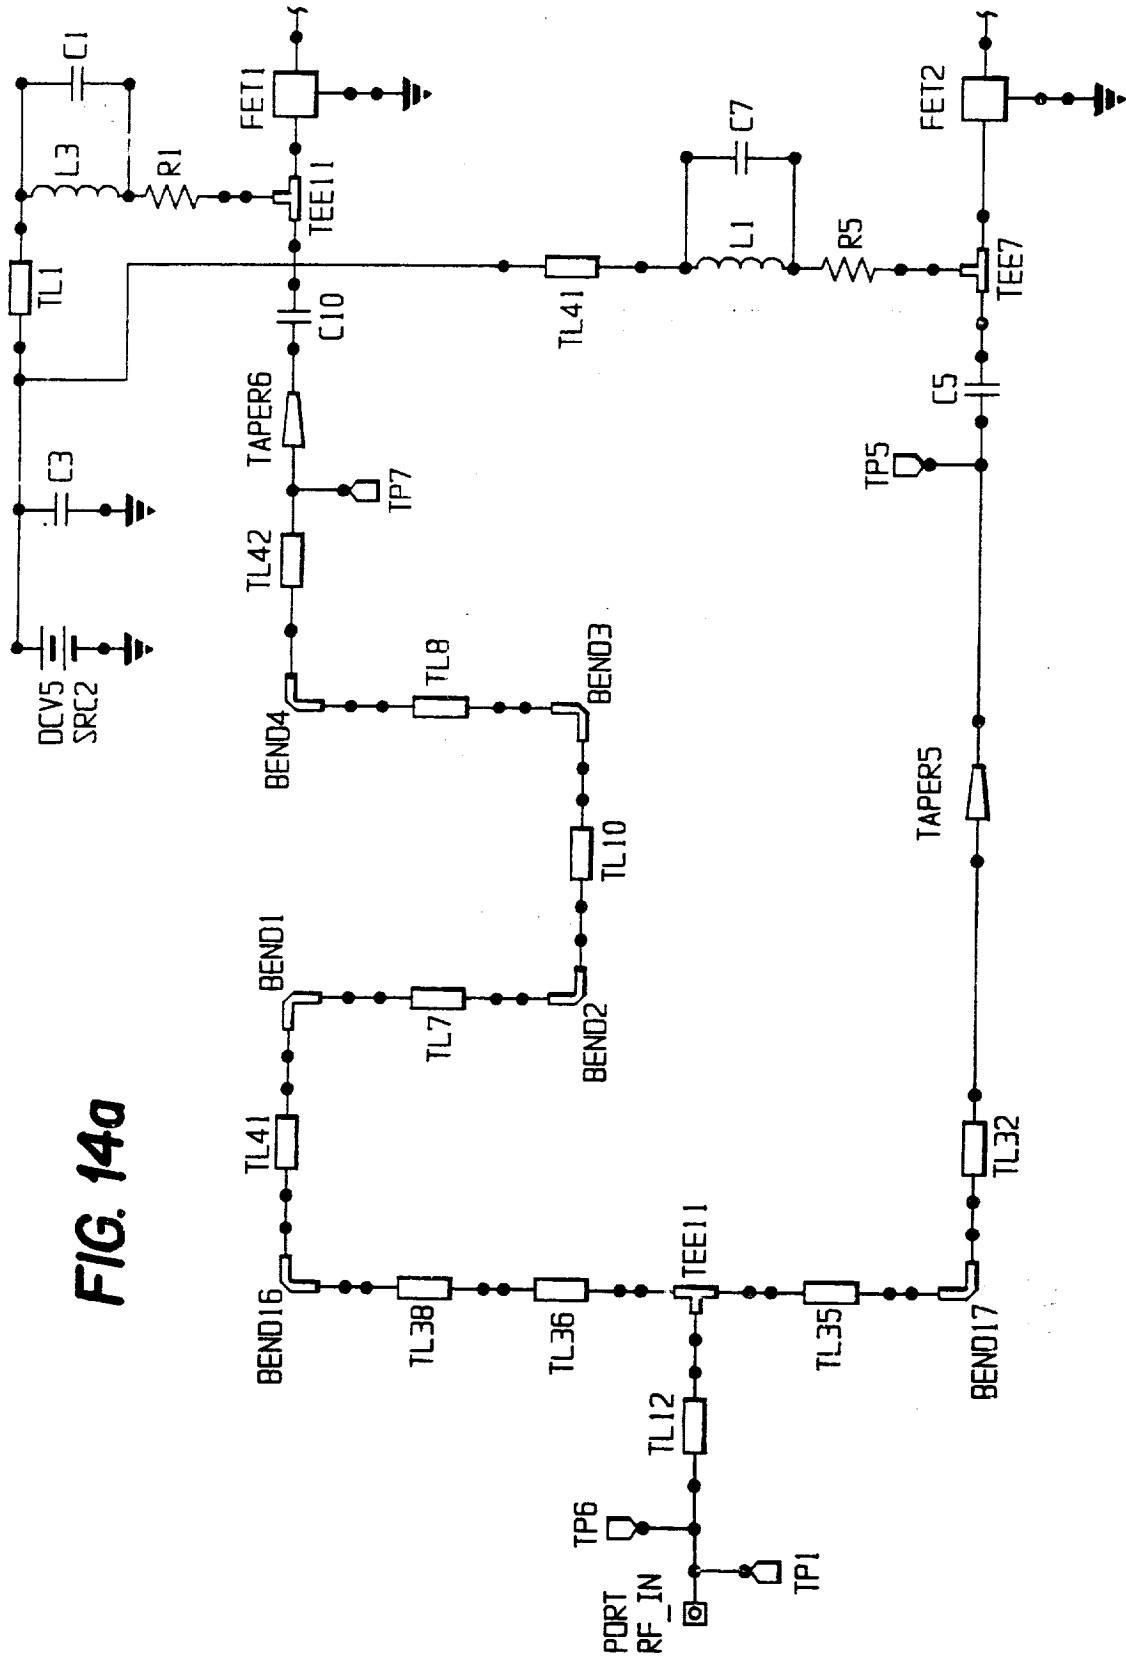 FIG. 14a
DCV5
SRC2
C3
TL1
L3
C1
R1
FET1
TEE11
C10
TAPER6
TP7
TL42
BEND4
TL8
BEND3
TL10
BEND2
TL7
BEND1
TL41
BEND16
TL38
TL36
TEE11
TL12
TP6
PORT
RF_IN
TP1
TL35
BEND17
TL32
TAPER5
TP5
C5
TEE7
R5
L1
C7
TL41
FET2